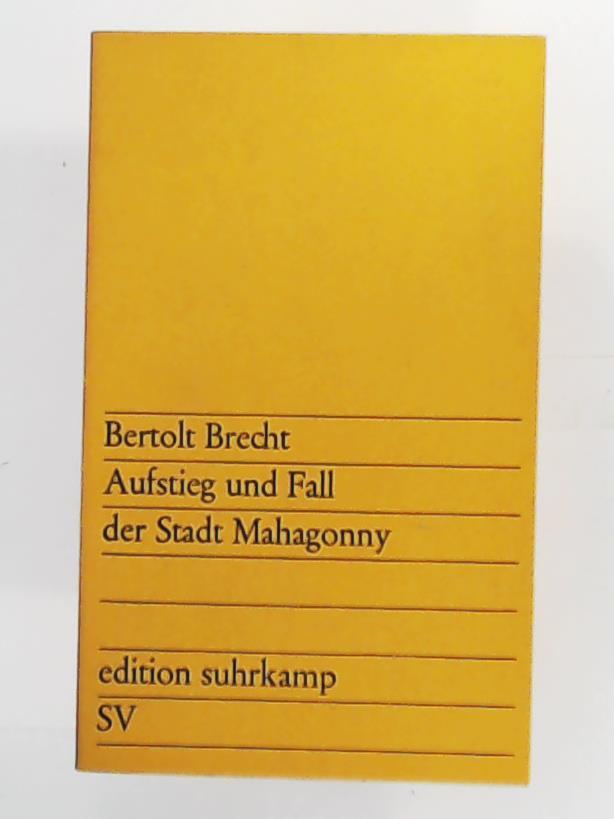 Bertolt Brecht
Aufstieg und Fall
der Stadt Mahagonny
edition suhrkamp
SV